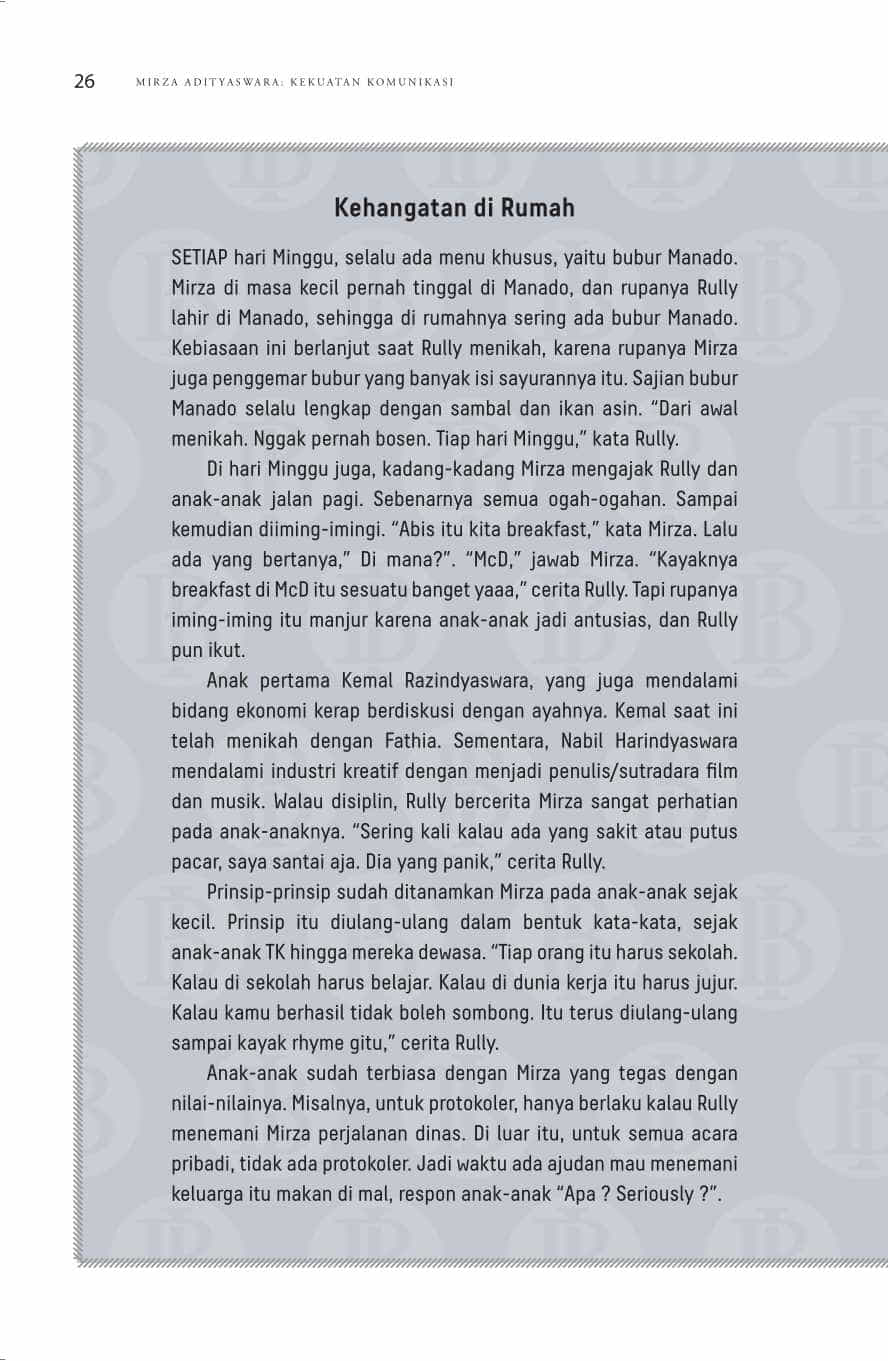 26
MIRZA ADITYASWARA: KEKUATAN KOMUNIKASI
Kehangatan di Rumah
SETIAP hari Minggu, selalu ada menu khusus, yaitu bubur Manado.
Mirza di masa kecil pernah tinggal di Manado, dan rupanya Rully
lahir di Manado, sehingga di rumahnya sering ada bubur Manado.
Kebiasaan ini berlanjut saat Rully menikah, karena rupanya Mirza
juga penggemar bubur yang banyak isi sayurannya itu. Sajian bubur
Manado selalu lengkap dengan sambal dan ikan asin. “Dari awal
menikah. Nggak pernah bosen. Tiap hari Minggu,” kata Rully.
Di hari Minggu juga, kadang-kadang Mirza mengajak Rully dan
anak-anak jalan pagi. Sebenarnya semua ogah-ogahan. Sampai
kemudian diiming-imingi. “Abis itu kita breakfast,” kata Mirza. Lalu
ada yang bertanya,” Di mana?”. “McD,” jawab Mirza. “Kayaknya
breakfast di McD itu sesuatu banget yaaa,” cerita Rully. Tapi rupanya
iming-iming itu manjur karena anak-anak jadi antusias, dan Rully
pun ikut.
Anak pertama Kemal Razindyaswara, yang juga mendalami
bidang ekonomi kerap berdiskusi dengan ayahnya. Kemal saat ini
telah menikah dengan Fathia. Sementara, Nabil Harindyaswara
mendalami industri kreatif dengan menjadi penulis/sutradara film
dan musik. Walau disiplin, Rully bercerita Mirza sangat perhatian
pada anak-anaknya. “Sering kali kalau ada yang sakit atau putus
pacar, saya santai aja. Dia yang panik,” cerita Rully.
Prinsip-prinsip sudah ditanamkan Mirza pada anak-anak sejak
kecil. Prinsip itu diulang-ulang dalam bentuk kata-kata, sejak
anak-anak TK hingga mereka dewasa. “Tiap orang itu harus sekolah.
Kalau di sekolah harus belajar. Kalau di dunia kerja itu harus jujur.
Kalau kamu berhasil tidak boleh sombong. Itu terus diulang-ulang
sampai kayak rhyme gitu,” cerita Rully.
Anak-anak sudah terbiasa dengan Mirza yang tegas dengan
nilai-nilainya. Misalnya, untuk protokoler, hanya berlaku kalau Rully
menemani Mirza perjalanan dinas. Di luar itu, untuk semua acara
pribadi, tidak ada protokoler. Jadi waktu ada ajudan mau menemani
keluarga itu makan di mal, respon anak-anak “Apa ? Seriously ?”.